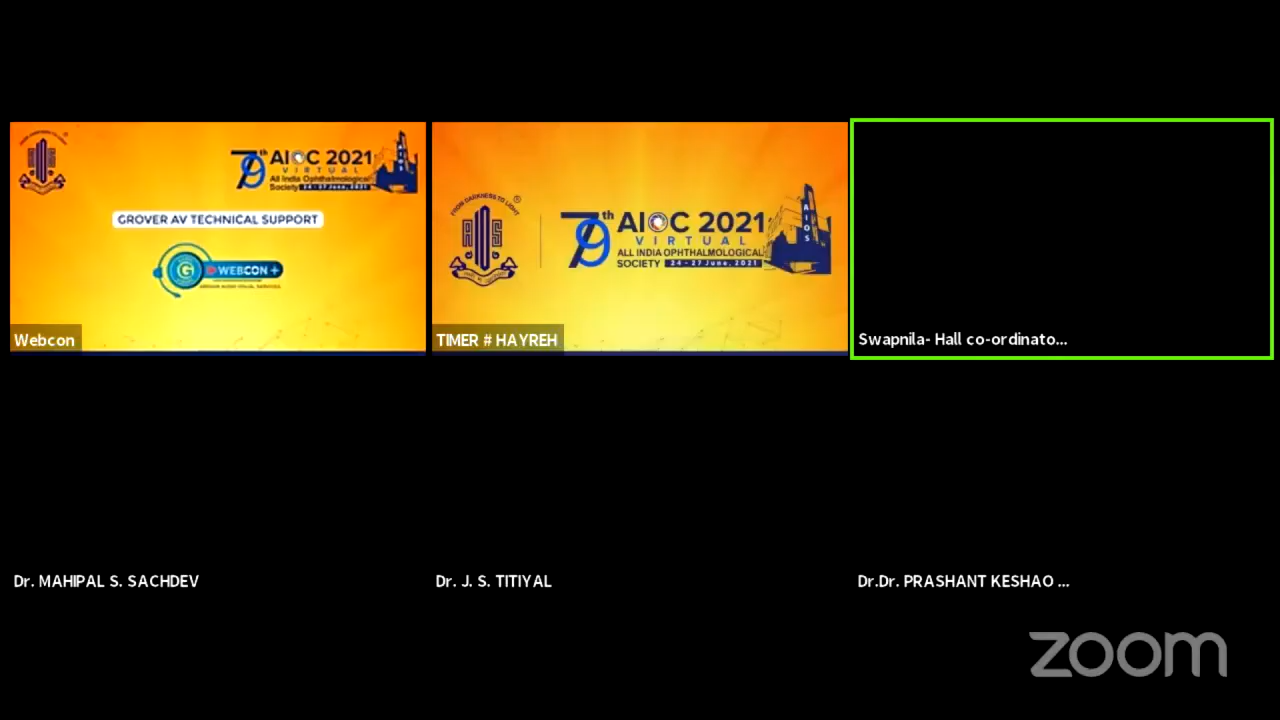 79th AIOC 2021
VIRTUAL
All India Ophthalmological
Society 24 - 27 June, 2021
AIOS
GROVER AV TECHNICAL SUPPORT
G WEBCON +
Webcon
FROM DARKNESS TO LIGHT
79th AIOC 2021
VIRTUAL
ALL INDIA OPHTHALMOLOGICAL
SOCIETY 24 - 27 June, 2021
AIOS
TIMER # HAYREH
Swapnila- Hall co-ordinato...
Dr. MAHIPAL S. SACHDEV
Dr. J. S. TITIYAL
Dr.Dr. PRASHANT KESHAO ...
zoom